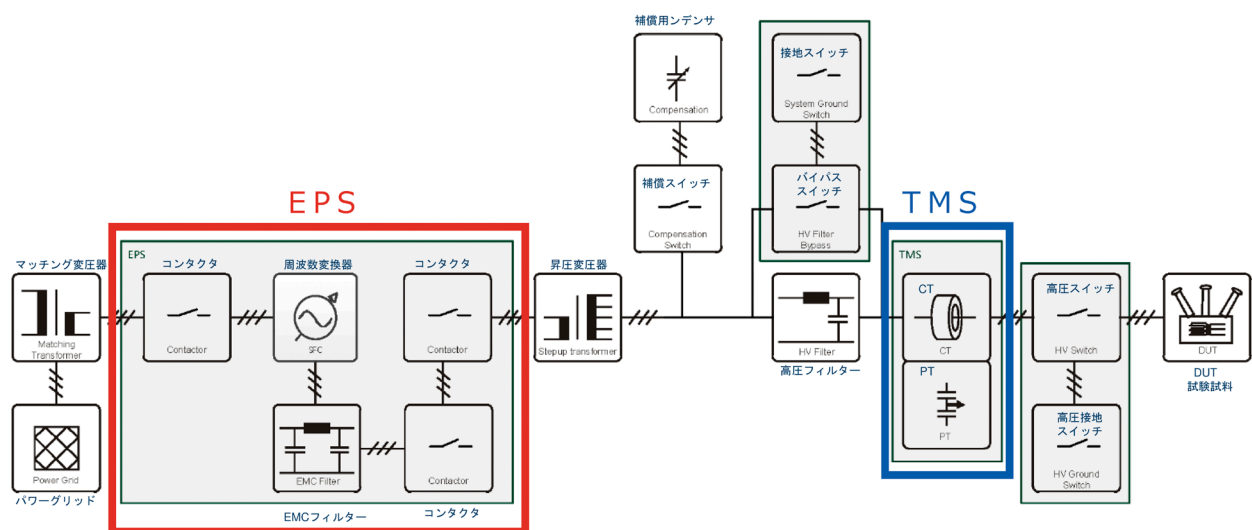 補償用ンデンサ
Compensation
補償スイッチ
Compensation
Switch
接地スイッチ
System Ground
Switch
バイパス
スイッチ
HV Filter
Bypass
EPS
TMS
マッチング変圧器
Matching
Transformer
Power Grid
パワーグリッド
EPS
コンタクタ
Contactor
周波数変換器
SFC
コンタクタ
Contactor
EMC Filter
EMCフィルター
Contactor
コンタクタ
昇圧変圧器
Stepup transformer
HV Filter
高圧フィルター
TMS
CT
CT
PT
PT
高圧スイッチ
HV Switch
高圧接地
スイッチ
HV Ground
Switch
DUT
DUT
試験試料